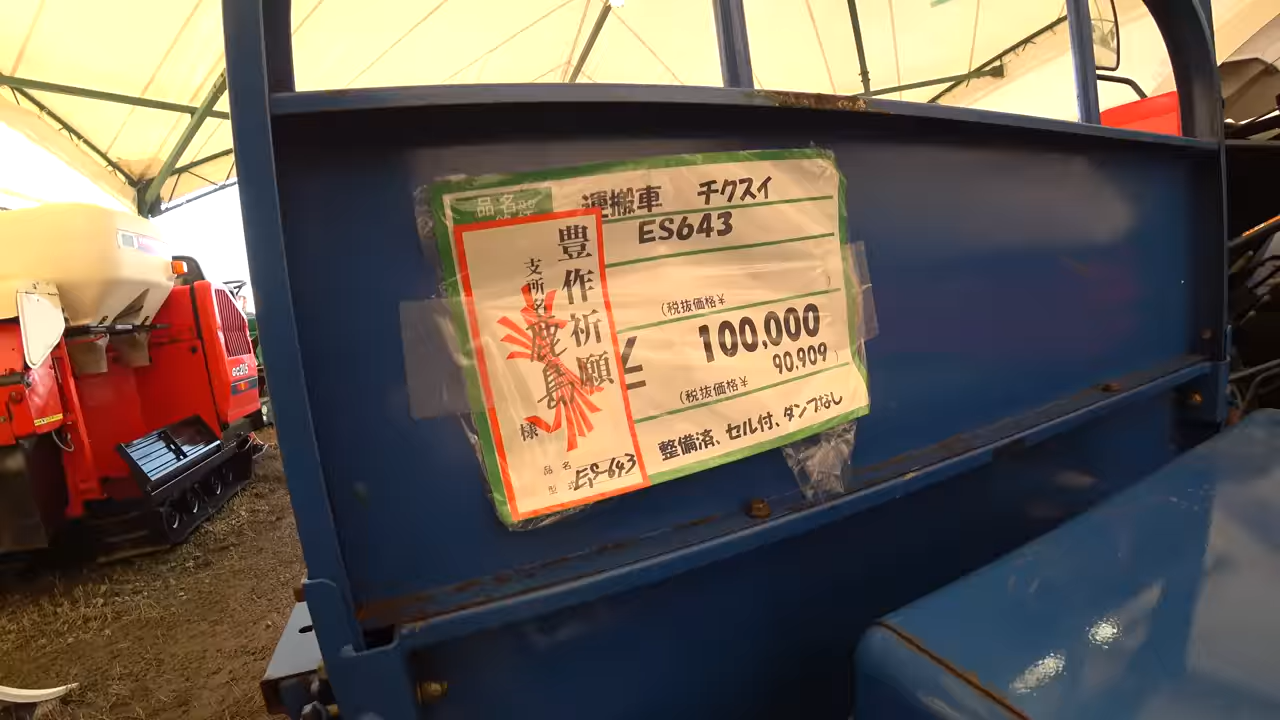 品名
運搬車 チクスイ
ES643
(税抜価格¥ )
¥ 100,000
90,909
(税抜価格¥ )
整備済、セル付、ダンプなし
豊作祈願
支所名 鹿島 様
品名
型式 ES-643
GC215